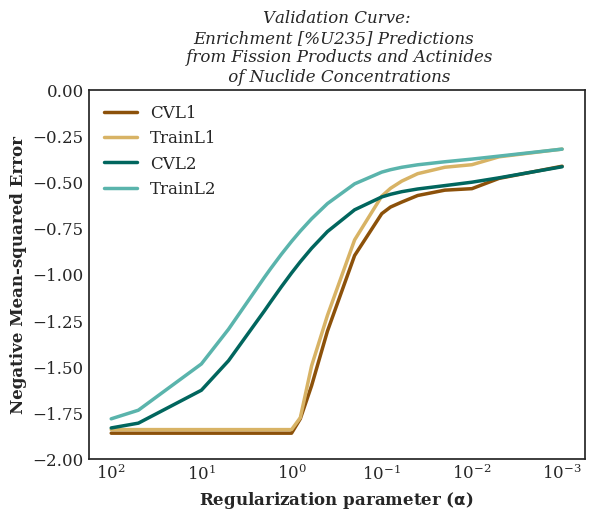 Validation Curve:
Enrichment [%U235] Predictions
from Fission Products and Actinides
of Nuclide Concentrations
0.00
−0.25
−0.50
−0.75
−1.00
−1.25
−1.50
−1.75
−2.00
Negative Mean-squared Error
CVL1
TrainL1
CVL2
TrainL2
10² 10¹ 10⁰ 10⁻¹ 10⁻² 10⁻³
Regularization parameter (α)